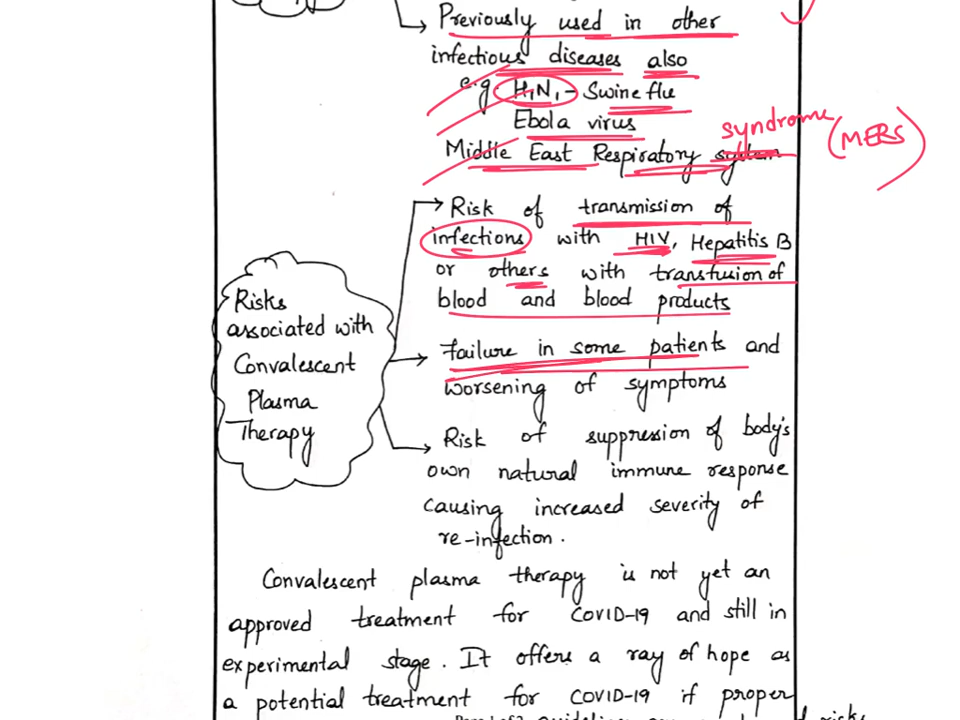 Previously used in other
infectious diseases also
e.g. H1N1 - Swine flu
Ebola virus
syndrome
Middle East Respiratory system (MERS)
Risk of transmission of
infections with HIV, Hepatitis B
or others with transfusion of
blood and blood products
Risks
associated with
Convalescent
Plasma
Therapy
Failure in some patients and
worsening of symptoms
Risk of suppression of body's
own natural immune response
causing increased severity of
re-infection.
Convalescent plasma therapy is not yet an
approved treatment for COVID-19 and still in
experimental stage. It offers a ray of hope as
a potential treatment for COVID-19 if proper